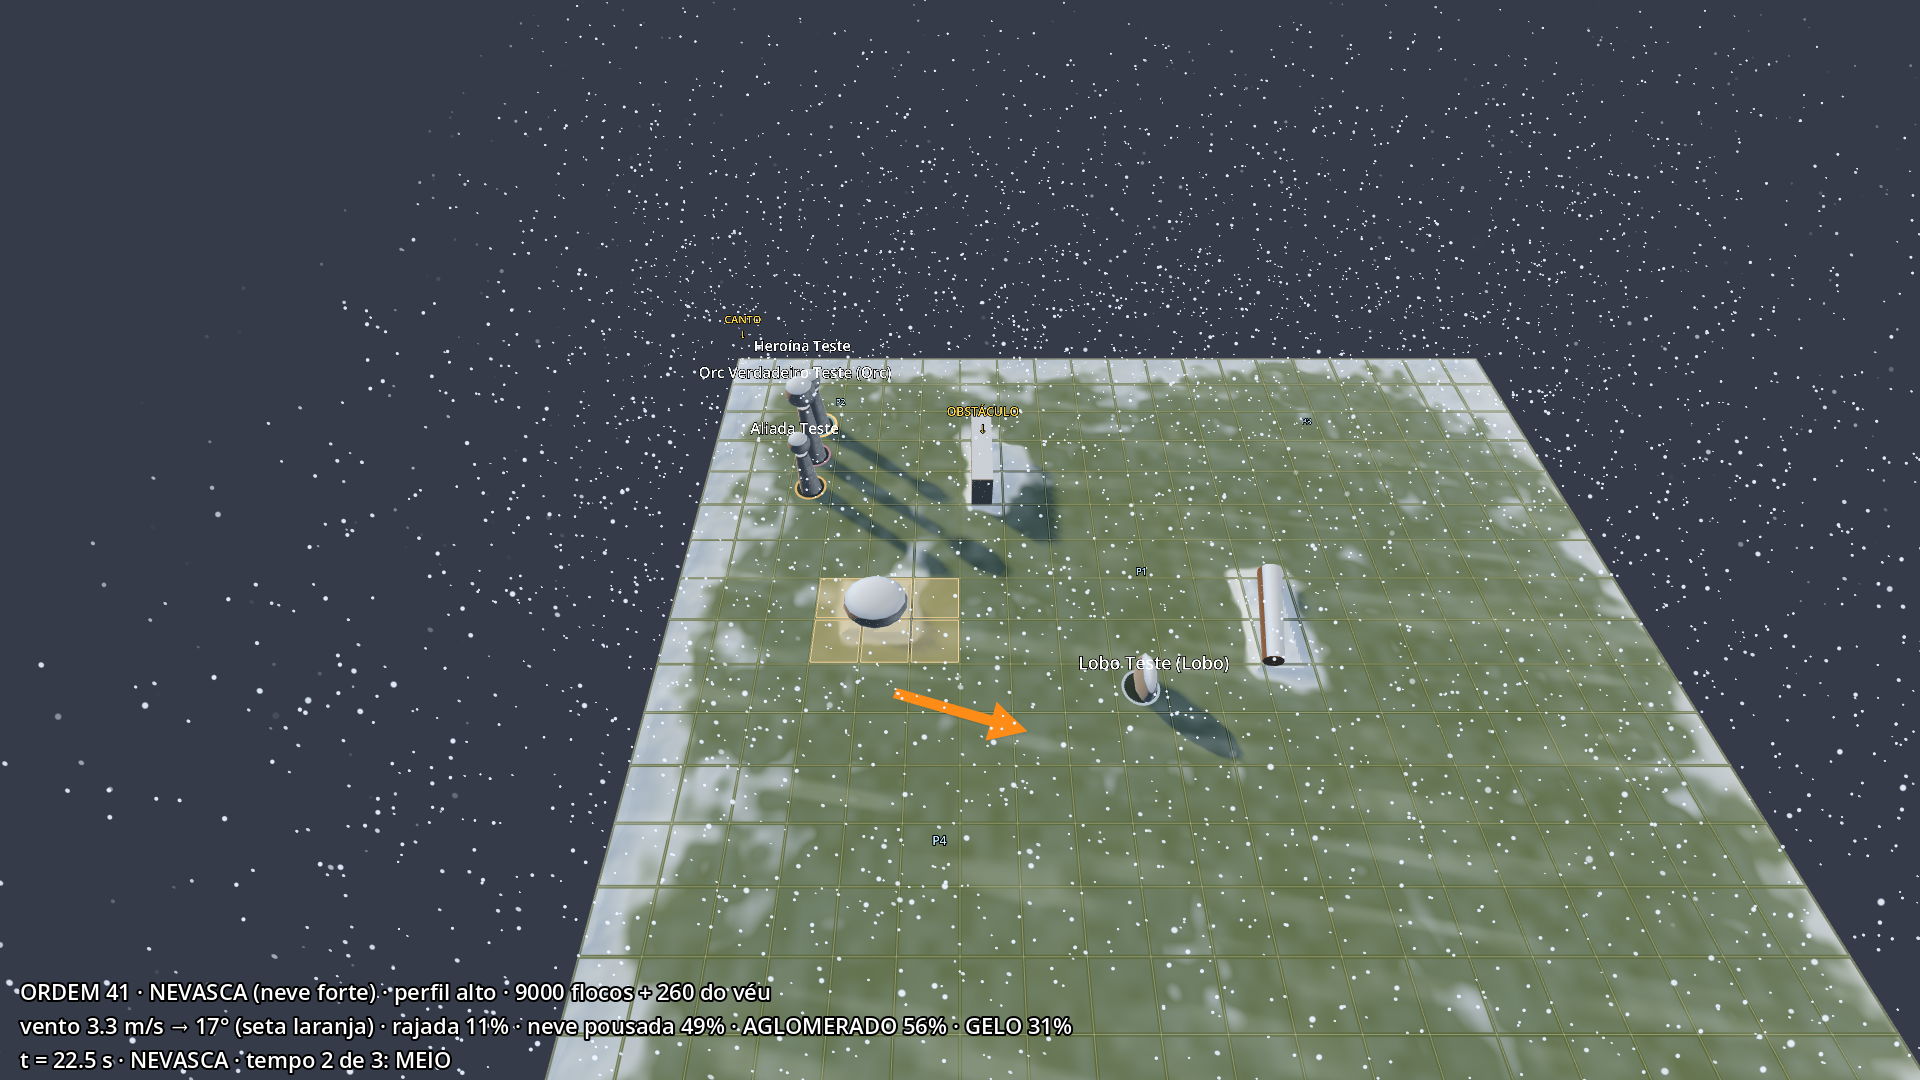 CANTO
↓
Heroína Teste
Orc Verdadeiro Teste (Orc)
P2
OBSTÁCULO
↓
Aliada Teste
P1
Lobo Teste (Lobo)
P4
ORDEM 41 · NEVASCA (neve forte) · perfil alto · 9000 flocos + 260 do véu
vento 3.3 m/s → 17° (seta laranja) · rajada 11% · neve pousada 49% · AGLOMERADO 56% · GELO 31%
t = 22.5 s · NEVASCA · tempo 2 de 3: MEIO